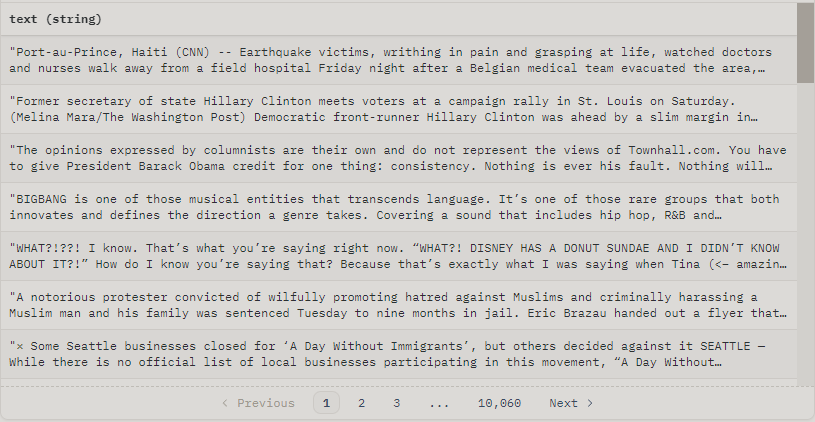 text (string)
"Port-au-Prince, Haiti (CNN) -- Earthquake victims, writhing in pain and grasping at life, watched doctors
and nurses walk away from a field hospital Friday night after a Belgian medical team evacuated the area,…
"Former secretary of state Hillary Clinton meets voters at a campaign rally in St. Louis on Saturday.
(Melina Mara/The Washington Post) Democratic front-runner Hillary Clinton was ahead by a slim margin in…
"The opinions expressed by columnists are their own and do not represent the views of Townhall.com. You have
to give President Barack Obama credit for one thing: consistency. Nothing is ever his fault. Nothing will…
"BIGBANG is one of those musical entities that transcends language. It’s one of those rare groups that both
innovates and defines the direction a genre takes. Covering a sound that includes hip hop, R&B and…
"WHAT?!??! I know. That’s what you’re saying right now. “WHAT?! DISNEY HAS A DONUT SUNDAE AND I DIDN’T KNOW
ABOUT IT?!” How do I know you’re saying that? Because that’s exactly what I was saying when Tina (<– amazin…
"A notorious protester convicted of wilfully promoting hatred against Muslims and criminally harassing a
Muslim man and his family was sentenced Tuesday to nine months in jail. Eric Brazau handed out a flyer that…
"× Some Seattle businesses closed for ‘A Day Without Immigrants’, but others decided against it SEATTLE —
While there is no official list of local businesses participating in this movement, “A Day Without…
< Previous 1 2 3 ... 10,060 Next >